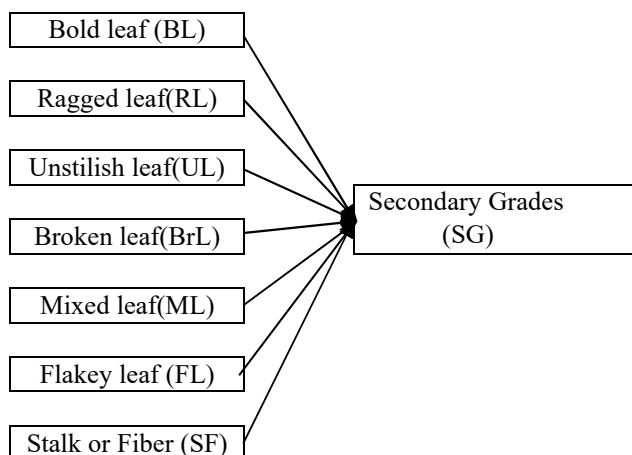 Bold leaf (BL)
Ragged leaf(RL)
Unstilish leaf(UL)
Broken leaf(BrL)
Mixed leaf(ML)
Flakey leaf (FL)
Stalk or Fiber (SF)
Secondary Grades
(SG)